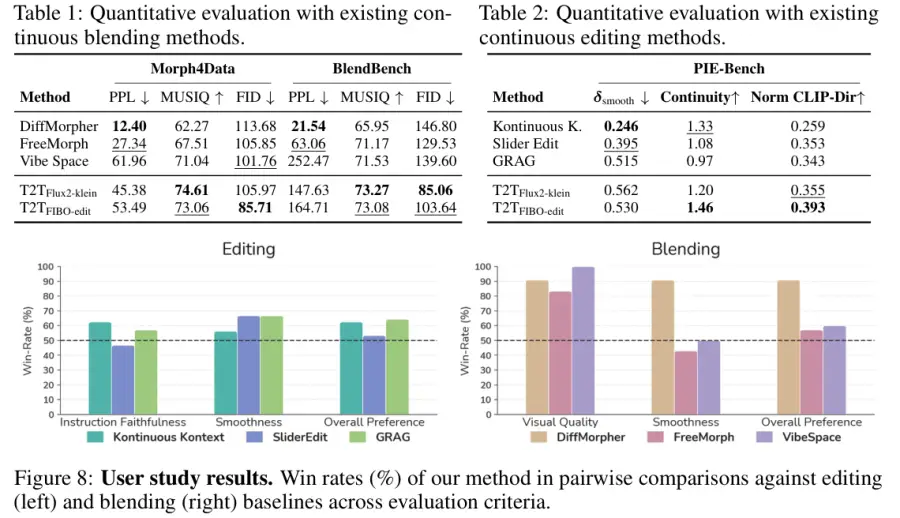 Table 1: Quantitative evaluation with existing con-
tinuous blending methods.
Morph4Data BlendBench
Method PPL ↓ MUSIQ ↑ FID ↓ PPL ↓ MUSIQ ↑ FID ↓
DiffMorpher 12.40 62.27 113.68 21.54 65.95 146.80
FreeMorph 27.34 67.51 105.85 63.06 71.17 129.53
Vibe Space 61.96 71.04 101.76 252.47 71.53 139.60
T2TFlux2-klein 45.38 74.61 105.97 147.63 73.27 85.06
T2TFIBO-edit 53.49 73.06 85.71 164.71 73.08 103.64
Table 2: Quantitative evaluation with existing
continuous editing methods.
PIE-Bench
Method δsmooth ↓ Continuity↑ Norm CLIP-Dir↑
Kontinuous K. 0.246 1.33 0.259
Slider Edit 0.395 1.08 0.353
GRAG 0.515 0.97 0.343
T2TFlux2-klein 0.562 1.20 0.355
T2TFIBO-edit 0.530 1.46 0.393
Editing
Win-Rate (%)
100
90
80
70
60
50
40
30
20
10
0
Instruction Faithfulness Smoothness Overall Preference
Kontinuous Kontext SliderEdit GRAG
Blending
Win-Rate (%)
100
90
80
70
60
50
40
30
20
10
0
Visual Quality Smoothness Overall Preference
DiffMorpher FreeMorph VibeSpace
Figure 8: User study results. Win rates (%) of our method in pairwise comparisons against editing
(left) and blending (right) baselines across evaluation criteria.